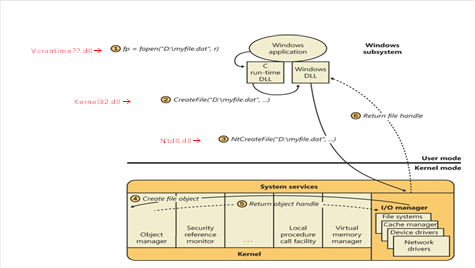 Vcruntime??.dll →
1 fp = fopen("D:\myfile.dat", r)
Windows
application
Windows
subsystem
C
run-time
DLL
Windows
DLL
Kernel32.dll →
2 CreateFile("D:\myfile.dat", ...)
6 Return file handle
Ntdll.dll →
3 NtCreateFile("D:\myfile.dat", ...)
User mode
Kernel mode
System services
4 Create file object
5 Return object handle
I/O manager
File systems
Cache manager
Device drivers
Network
drivers
Object
manager
Security
reference
monitor
. . .
Local
procedure
call facility
Virtual
memory
manager
Kernel